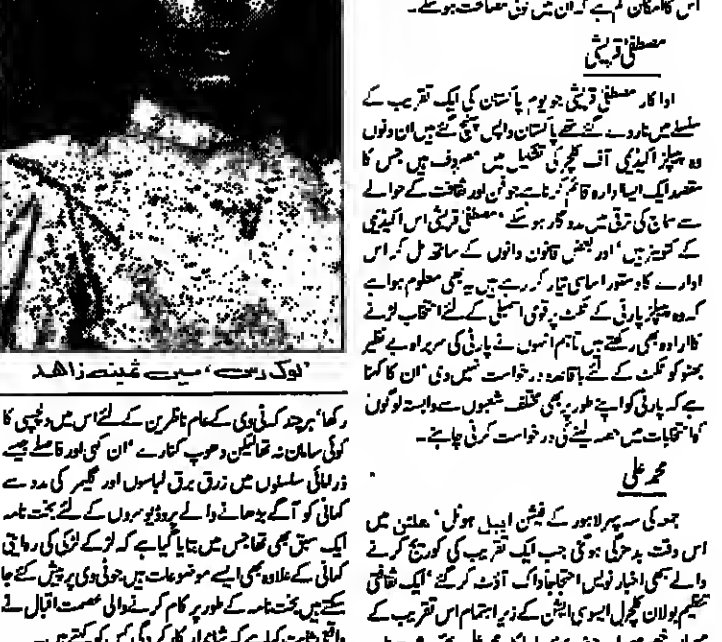 اس کا امکان کم ہے کہ ان میں کوئی مصالحت ہو سکے۔
مصطفیٰ قریشی
اداکار مصطفیٰ قریشی جو یوم پاکستان کی ایک تقریب کے
سلسلے میں ناروے گئے تھے پاکستان واپس پہنچ گئے ہیں ان دنوں
وہ پیپلز اکیڈیمی آف کلچر کی تشکیل میں مصروف ہیں جس کا
مقصد ایک ایسا ادارہ قائم کرنا ہے جو فن اور ثقافت کے حوالے
سے سماج کی ترقی میں مددگار ہو سکے ' مصطفیٰ قریشی اس اکیڈیمی
کے کنوینر ہیں' اور بعض قانون دانوں کے ساتھ مل کر اس
ادارے کا دستور اساسی تیار کر رہے ہیں یہ بھی معلوم ہوا ہے
کہ وہ پیپلز پارٹی کے ٹکٹ پر قومی اسمبلی کے لئے انتخاب لڑنے
کا ارادہ بھی رکھتے ہیں تاہم انہوں نے پارٹی کی سربراہ بے نظیر
بھٹو کو ٹکٹ کے لئے باقاعدہ درخواست نہیں دی' ان کا کہنا
ہے کہ پارٹی کو اپنے طور پر بھی مختلف شعبوں سے وابستہ لوگوں
کو انتخابات میں حصہ لینے کی درخواست کرنی چاہئے۔
محمد علی
جمعہ کی سہ پہر لاہور کے فیشن ایبل ہوٹل ' ہلٹن میں
اس وقت بدمزگی ہو گئی جب ایک تقریب کی کوریج کرنے
والے سبھی اخبار نویس احتجاجاً واک آؤٹ کر گئے' ایک ثقافتی
تنظیم بولان کلچرل ایسوسی ایشن کے زیر اہتمام اس تقریب کے
'لوک رس' میں ثمینہ زاہد
رکھا' ہر چند کہ ٹی وی کے عام ناظرین کے لئے اس میں دلچسپی کا
کوئی سامان نہ تھا لیکن دھوپ کنارے ' ان کہی اور فاصلے جیسے
ڈرامائی سلسلوں میں زرق برق لباسوں اور گلیمر کی مدد سے
کہانی کو آگے بڑھانے والے پروڈیوسروں کے لئے بخت نامہ
ایک سبق بھی تھا جس میں بتایا گیا ہے کہ لڑکے لڑکی کی روایتی
کہانی کے علاوہ بھی ایسے موضوعات ہیں جو ٹی وی پر پیش کئے جا
سکتے ہیں بخت نامہ کے طور پر کام کرنے والی عصمت اقبال نے